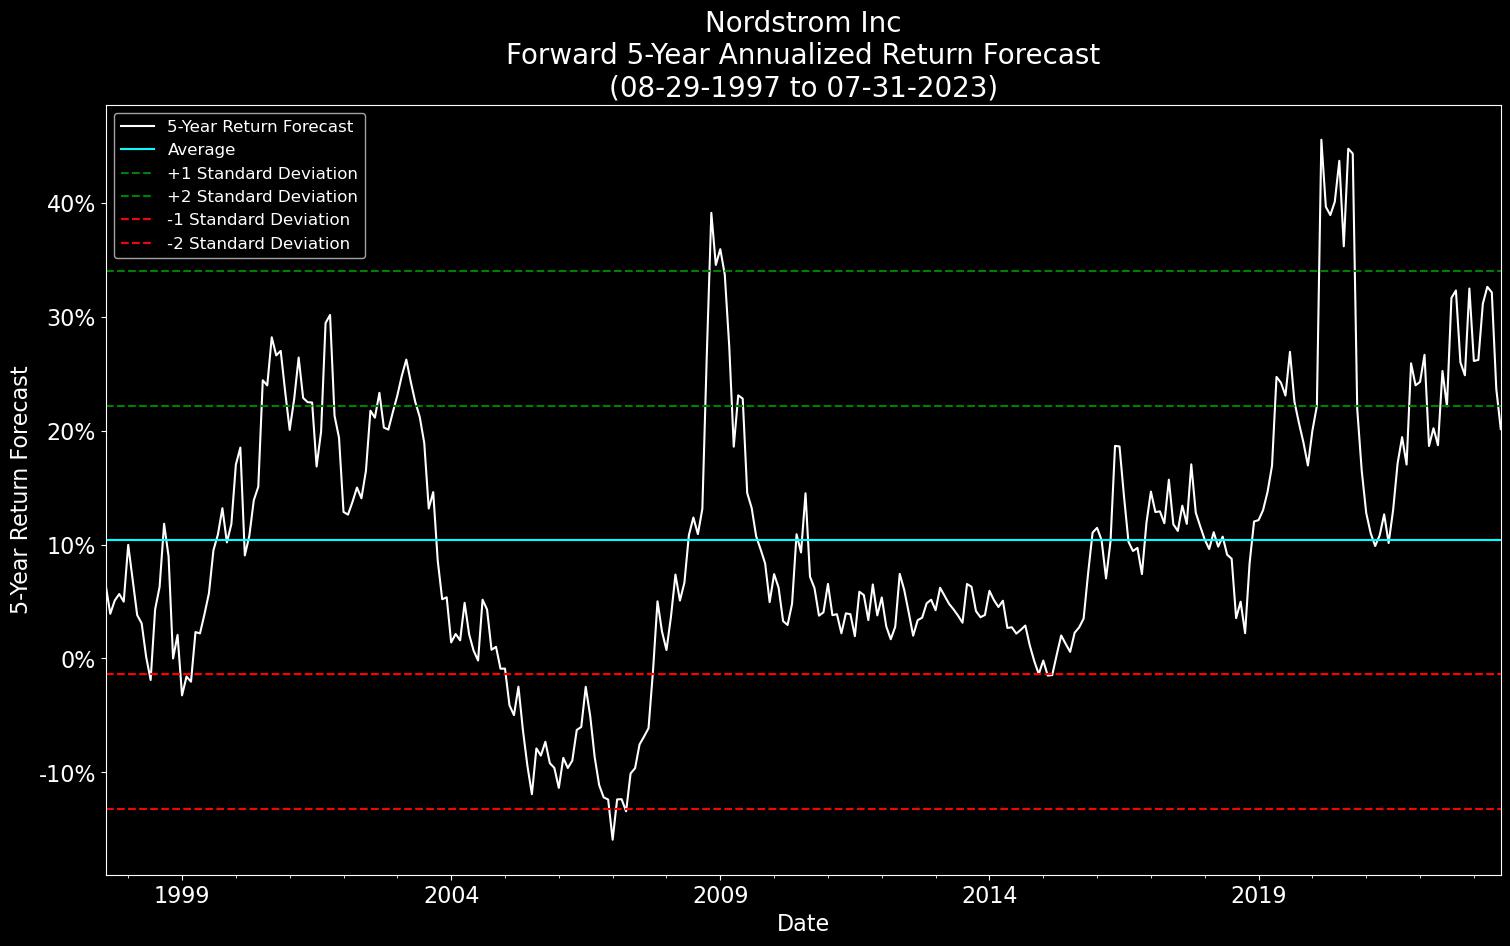 Nordstrom Inc
Forward 5-Year Annualized Return Forecast
(08-29-1997 to 07-31-2023)
5-Year Return Forecast
Average
+1 Standard Deviation
+2 Standard Deviation
-1 Standard Deviation
-2 Standard Deviation
5-Year Return Forecast
40%
30%
20%
10%
0%
-10%
1999
2004
2009
2014
2019
Date